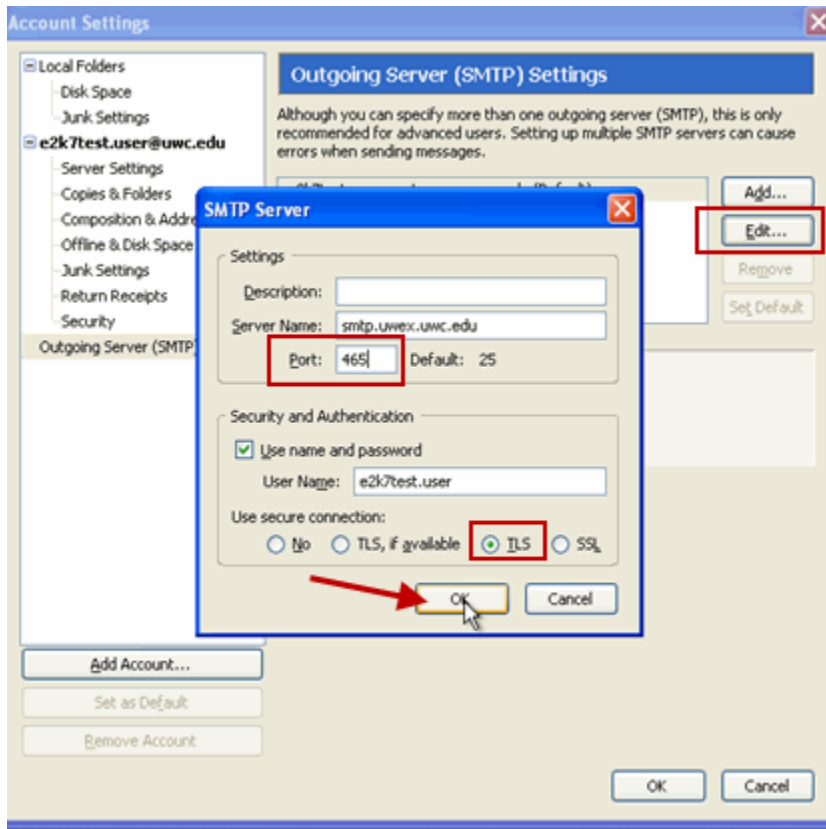 Account Settings
Local Folders
Disk Space
Junk Settings
e2k7test.user@uwc.edu
Server Settings
Copies & Folders
Composition & Addre
Offline & Disk Space
Junk Settings
Return Receipts
Security
Outgoing Server (SMTP)
Add Account...
Set as Default
Remove Account
Outgoing Server (SMTP) Settings
Although you can specify more than one outgoing server (SMTP), this is only
recommended for advanced users. Setting up multiple SMTP servers can cause
errors when sending messages.
(Default)
Add...
Edit...
Remove
Set Default
SMTP Server
Settings
Description:
Server Name: smtp.uwex.uwc.edu
Port: 465 Default: 25
Security and Authentication
Use name and password
User Name: e2k7test.user
Use secure connection:
No TLS, if available TLS SSL
OK Cancel
OK Cancel